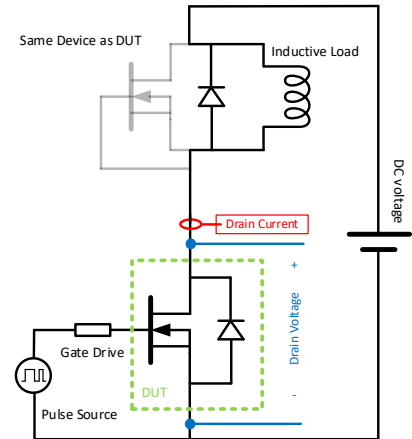 Same Device as DUT
Inductive Load
DC voltage
Drain Current
+
Drain Voltage
-
Gate Drive
DUT
Pulse Source